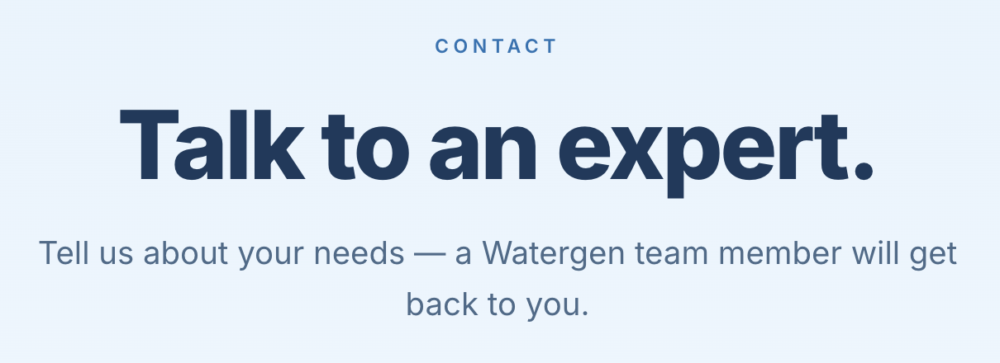 CONTACT
Talk to an expert.
Tell us about your needs — a Watergen team member will get
back to you.